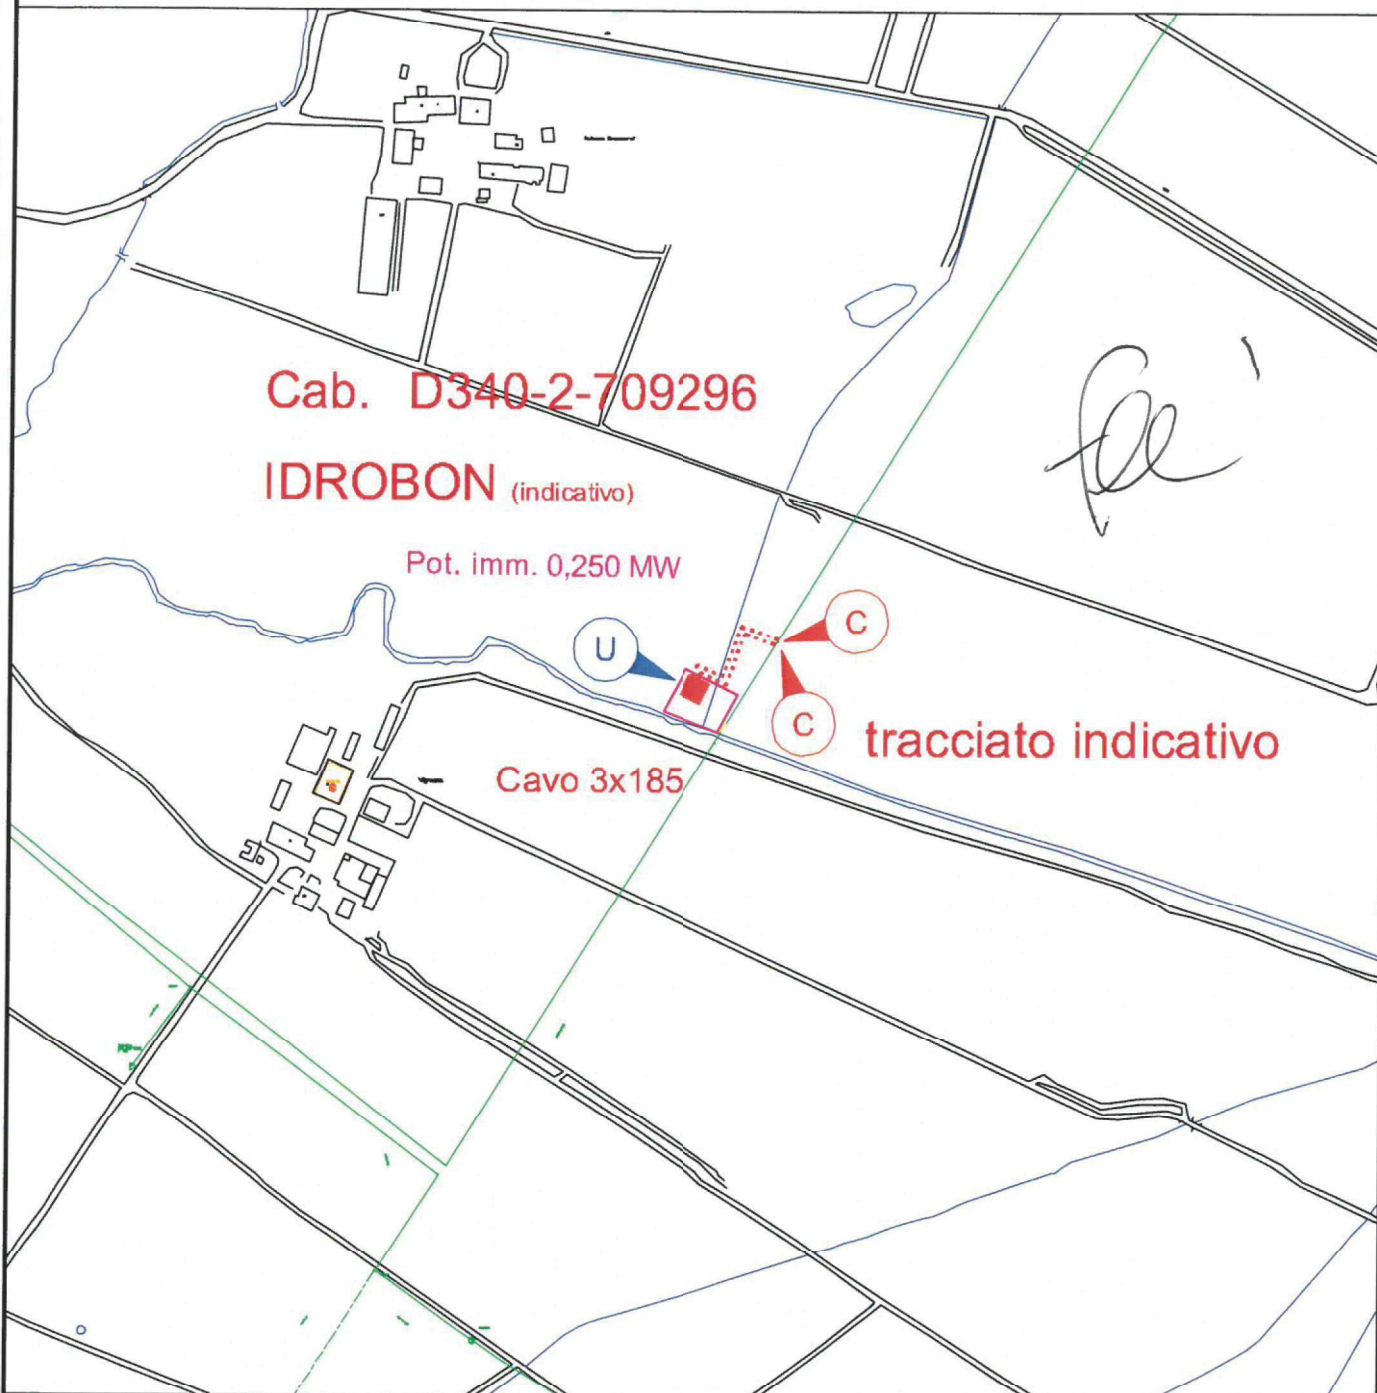 Cab. D340-2-709296
IDROBON (indicativo)
Pot. imm. 0,250 MW
C
U
C
tracciato indicativo
Cavo 3x185